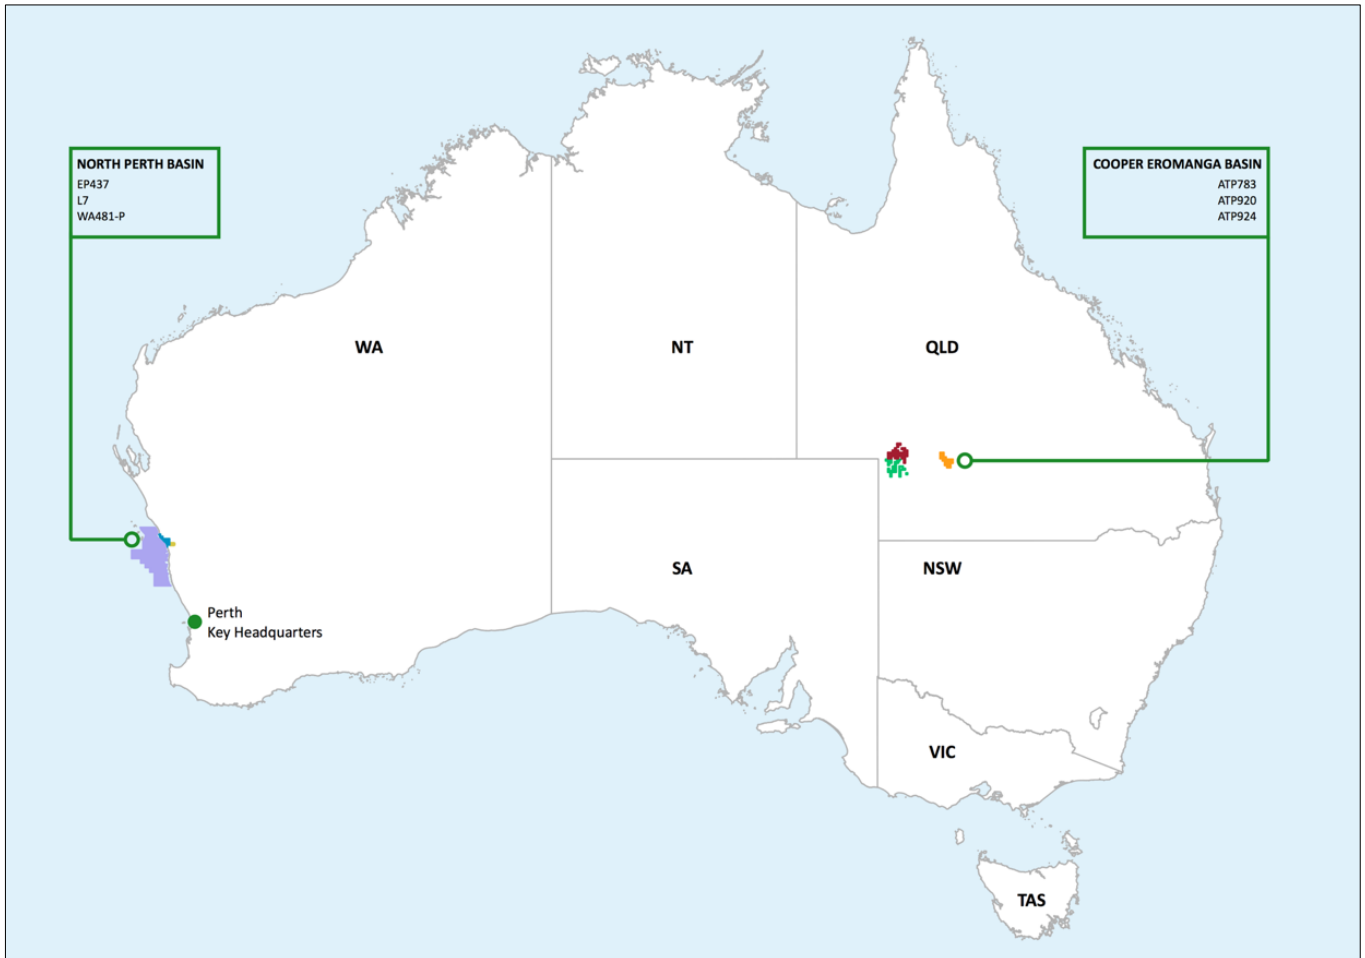 NORTH PERTH BASIN
EP437
L7
WA481-P
COOPER EROMANGA BASIN
ATP783
ATP920
ATP924
WA
NT
QLD
SA
NSW
Perth
Key Headquarters
VIC
TAS